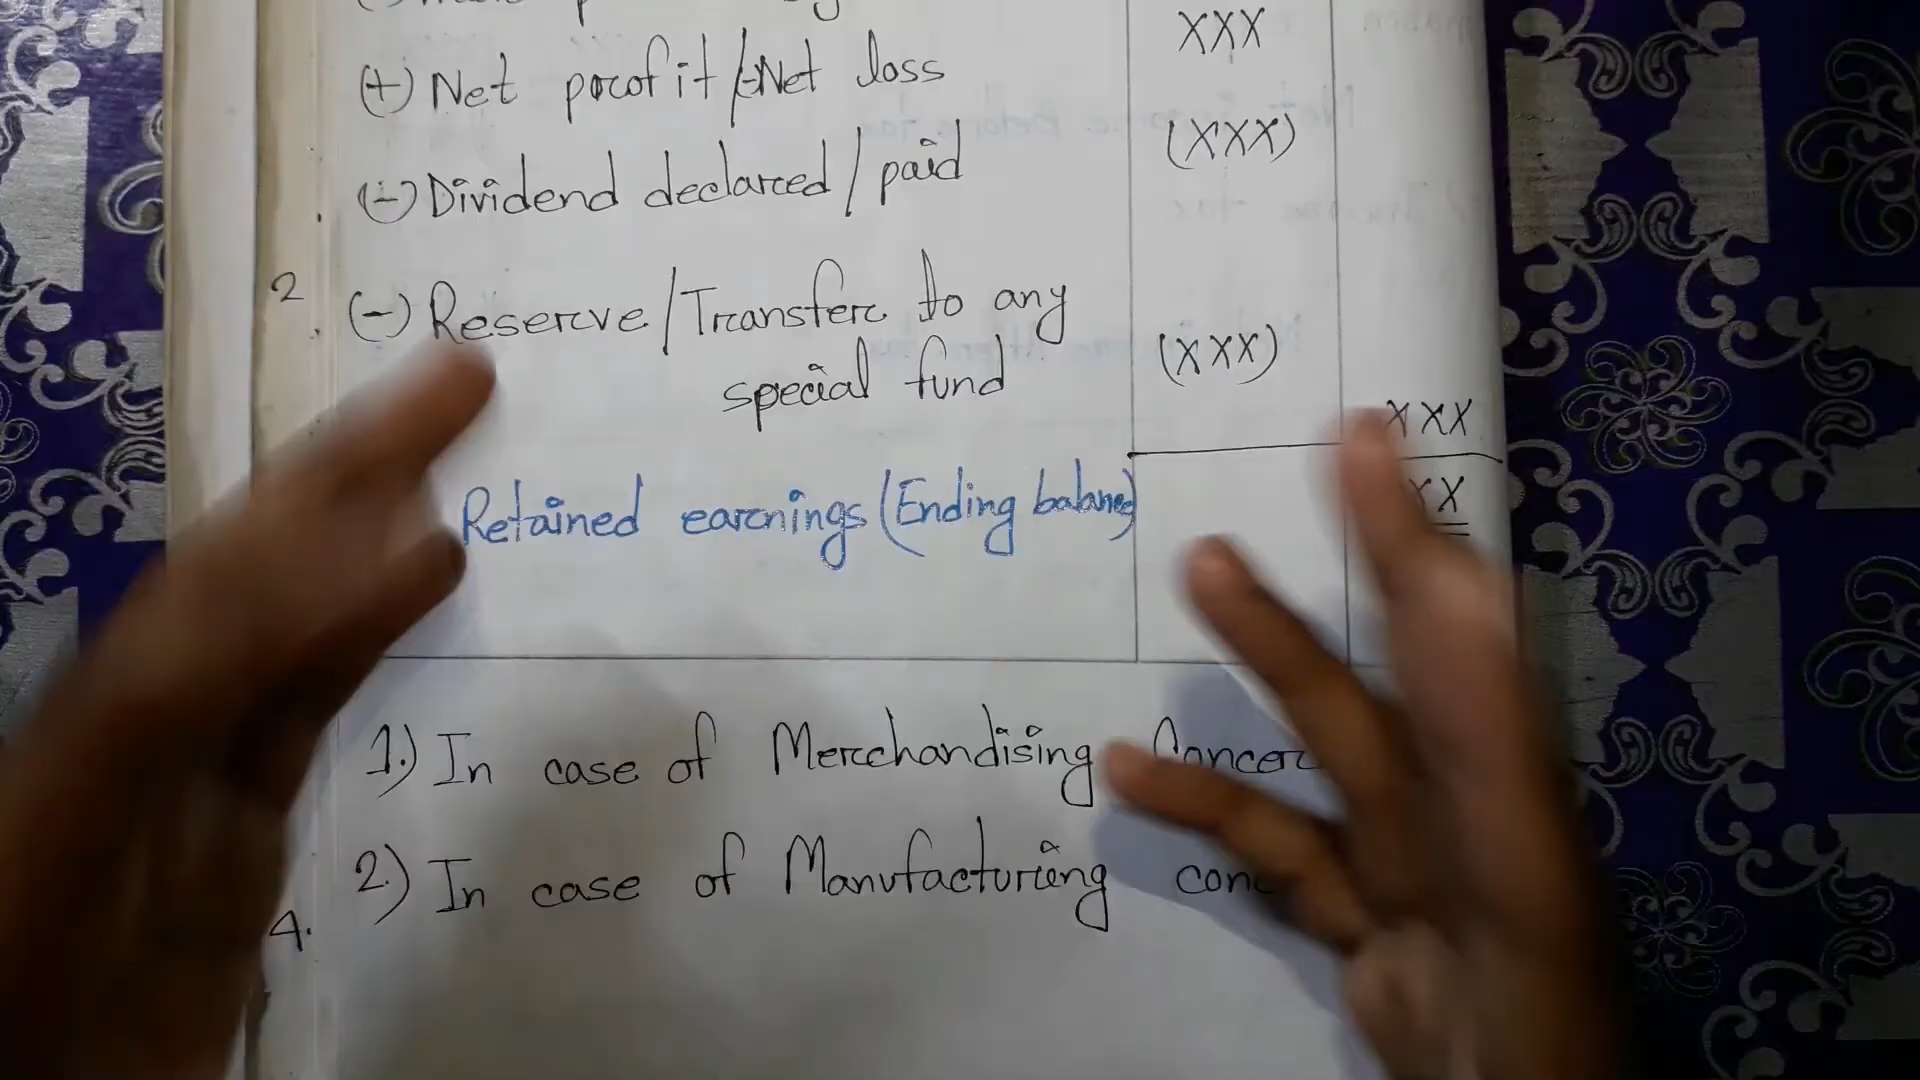 XXX
(+) Net profit/-Net loss
(XXX)
(-) Dividend declared/paid
2. (-) Reserve/Transfer to any
special fund (XXX)
XXX
Retained earnings (Ending balance)
XX
1.) In case of Merchandising
2.) In case of Manufacturing
4.